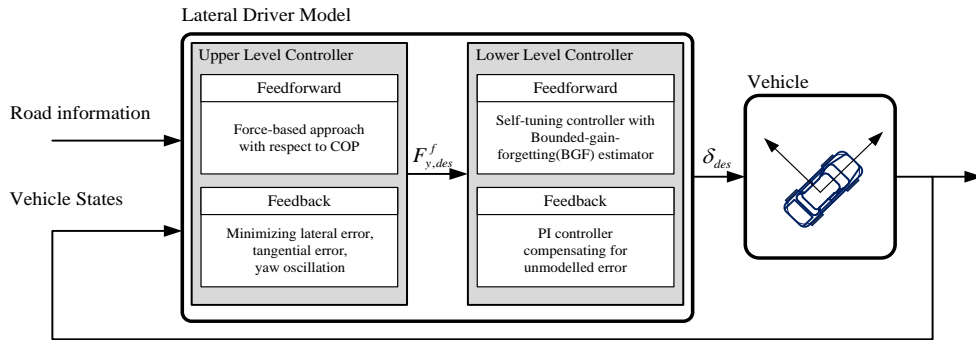 Lateral Driver Model
Upper Level Controller
Feedforward
Force-based approach
with respect to COP
Feedback
Minimizing lateral error,
tangential error,
yaw oscillation
Lower Level Controller
Feedforward
Self-tuning controller with
Bounded-gain-
forgetting(BGF) estimator
Feedback
PI controller
compensating for
unmodelled error
Road information
Vehicle States
F^f_{y,des}
δ_{des}
Vehicle